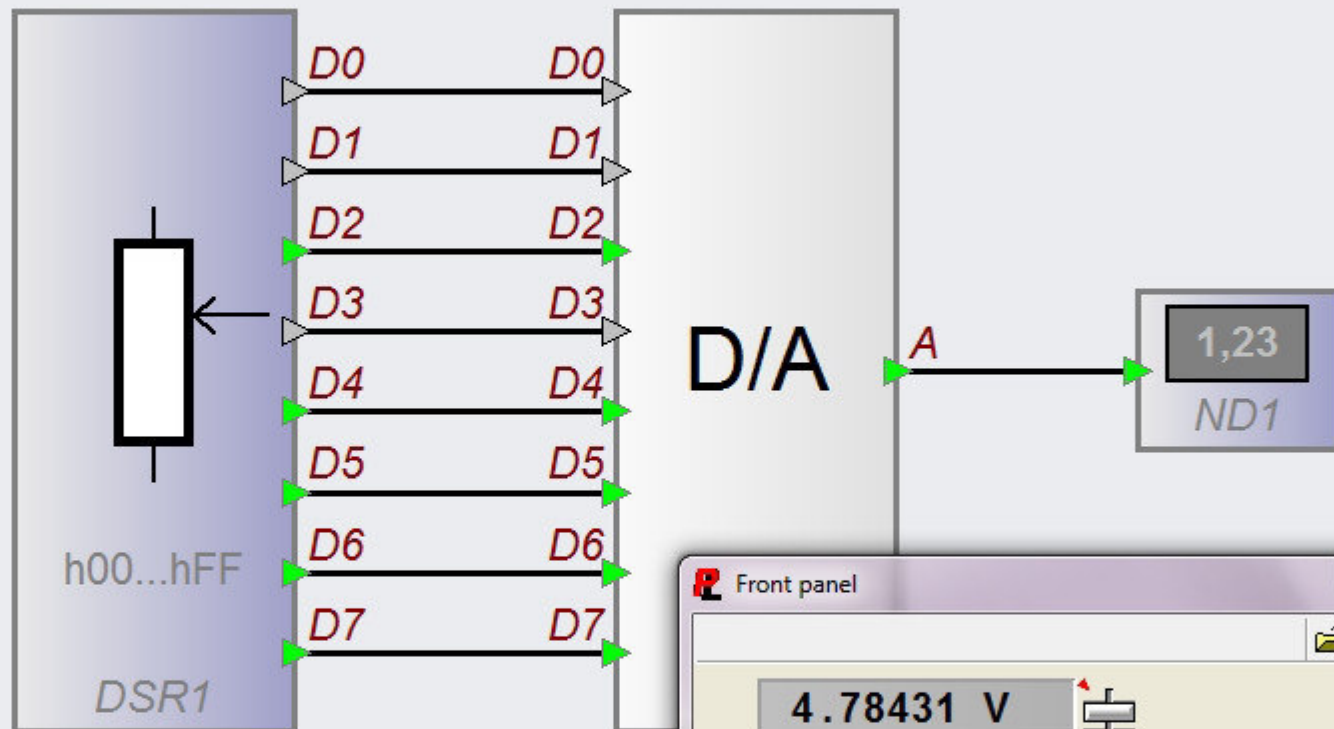 D0 D0
D1 D1
D2 D2
D3 D3
D/A
A
1,23
ND1
D4 D4
D5 D5
D6 D6
h00...hFF
D7 D7
DSR1
Front panel
4.78431 V